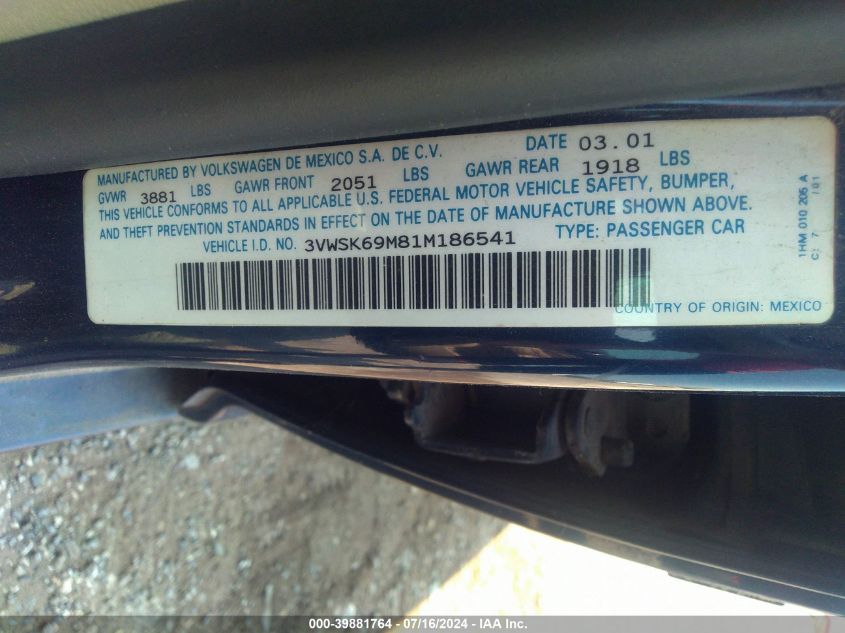 MANUFACTURED BY VOLKSWAGEN DE MEXICO S.A. DE C.V. DATE 03.01
GVWR 3881 LBS GAWR FRONT 2051 LBS GAWR REAR 1918 LBS
THIS VEHICLE CONFORMS TO ALL APPLICABLE U.S. FEDERAL MOTOR VEHICLE SAFETY, BUMPER,
AND THEFT PREVENTION STANDARDS IN EFFECT ON THE DATE OF MANUFACTURE SHOWN ABOVE.
VEHICLE I.D. NO. 3VWSK69M81M186541 TYPE: PASSENGER CAR
COUNTRY OF ORIGIN: MEXICO
1HM 010 205 A
C: 7 / 01
000-39881764 - 07/16/2024 - IAA Inc.